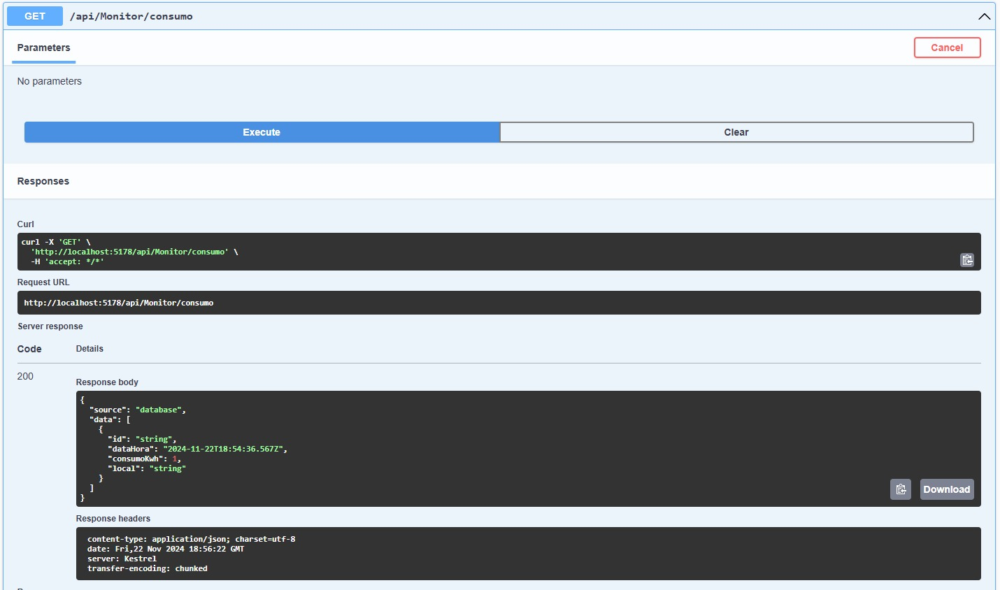 GET /api/Monitor/consumo
Parameters
Cancel
No parameters
Execute
Clear
Responses
Curl
curl -X 'GET' \
'http://localhost:5178/api/Monitor/consumo' \
-H 'accept: */*'
Request URL
http://localhost:5178/api/Monitor/consumo
Server response
Code Details
200
Response body
{
"source": "database",
"data": [
{
"id": "string",
"dataHora": "2024-11-22T18:54:36.567Z",
"consumoKwh": 1,
"local": "string"
}
]
}
Download
Response headers
content-type: application/json; charset=utf-8
date: Fri,22 Nov 2024 18:56:22 GMT
server: Kestrel
transfer-encoding: chunked